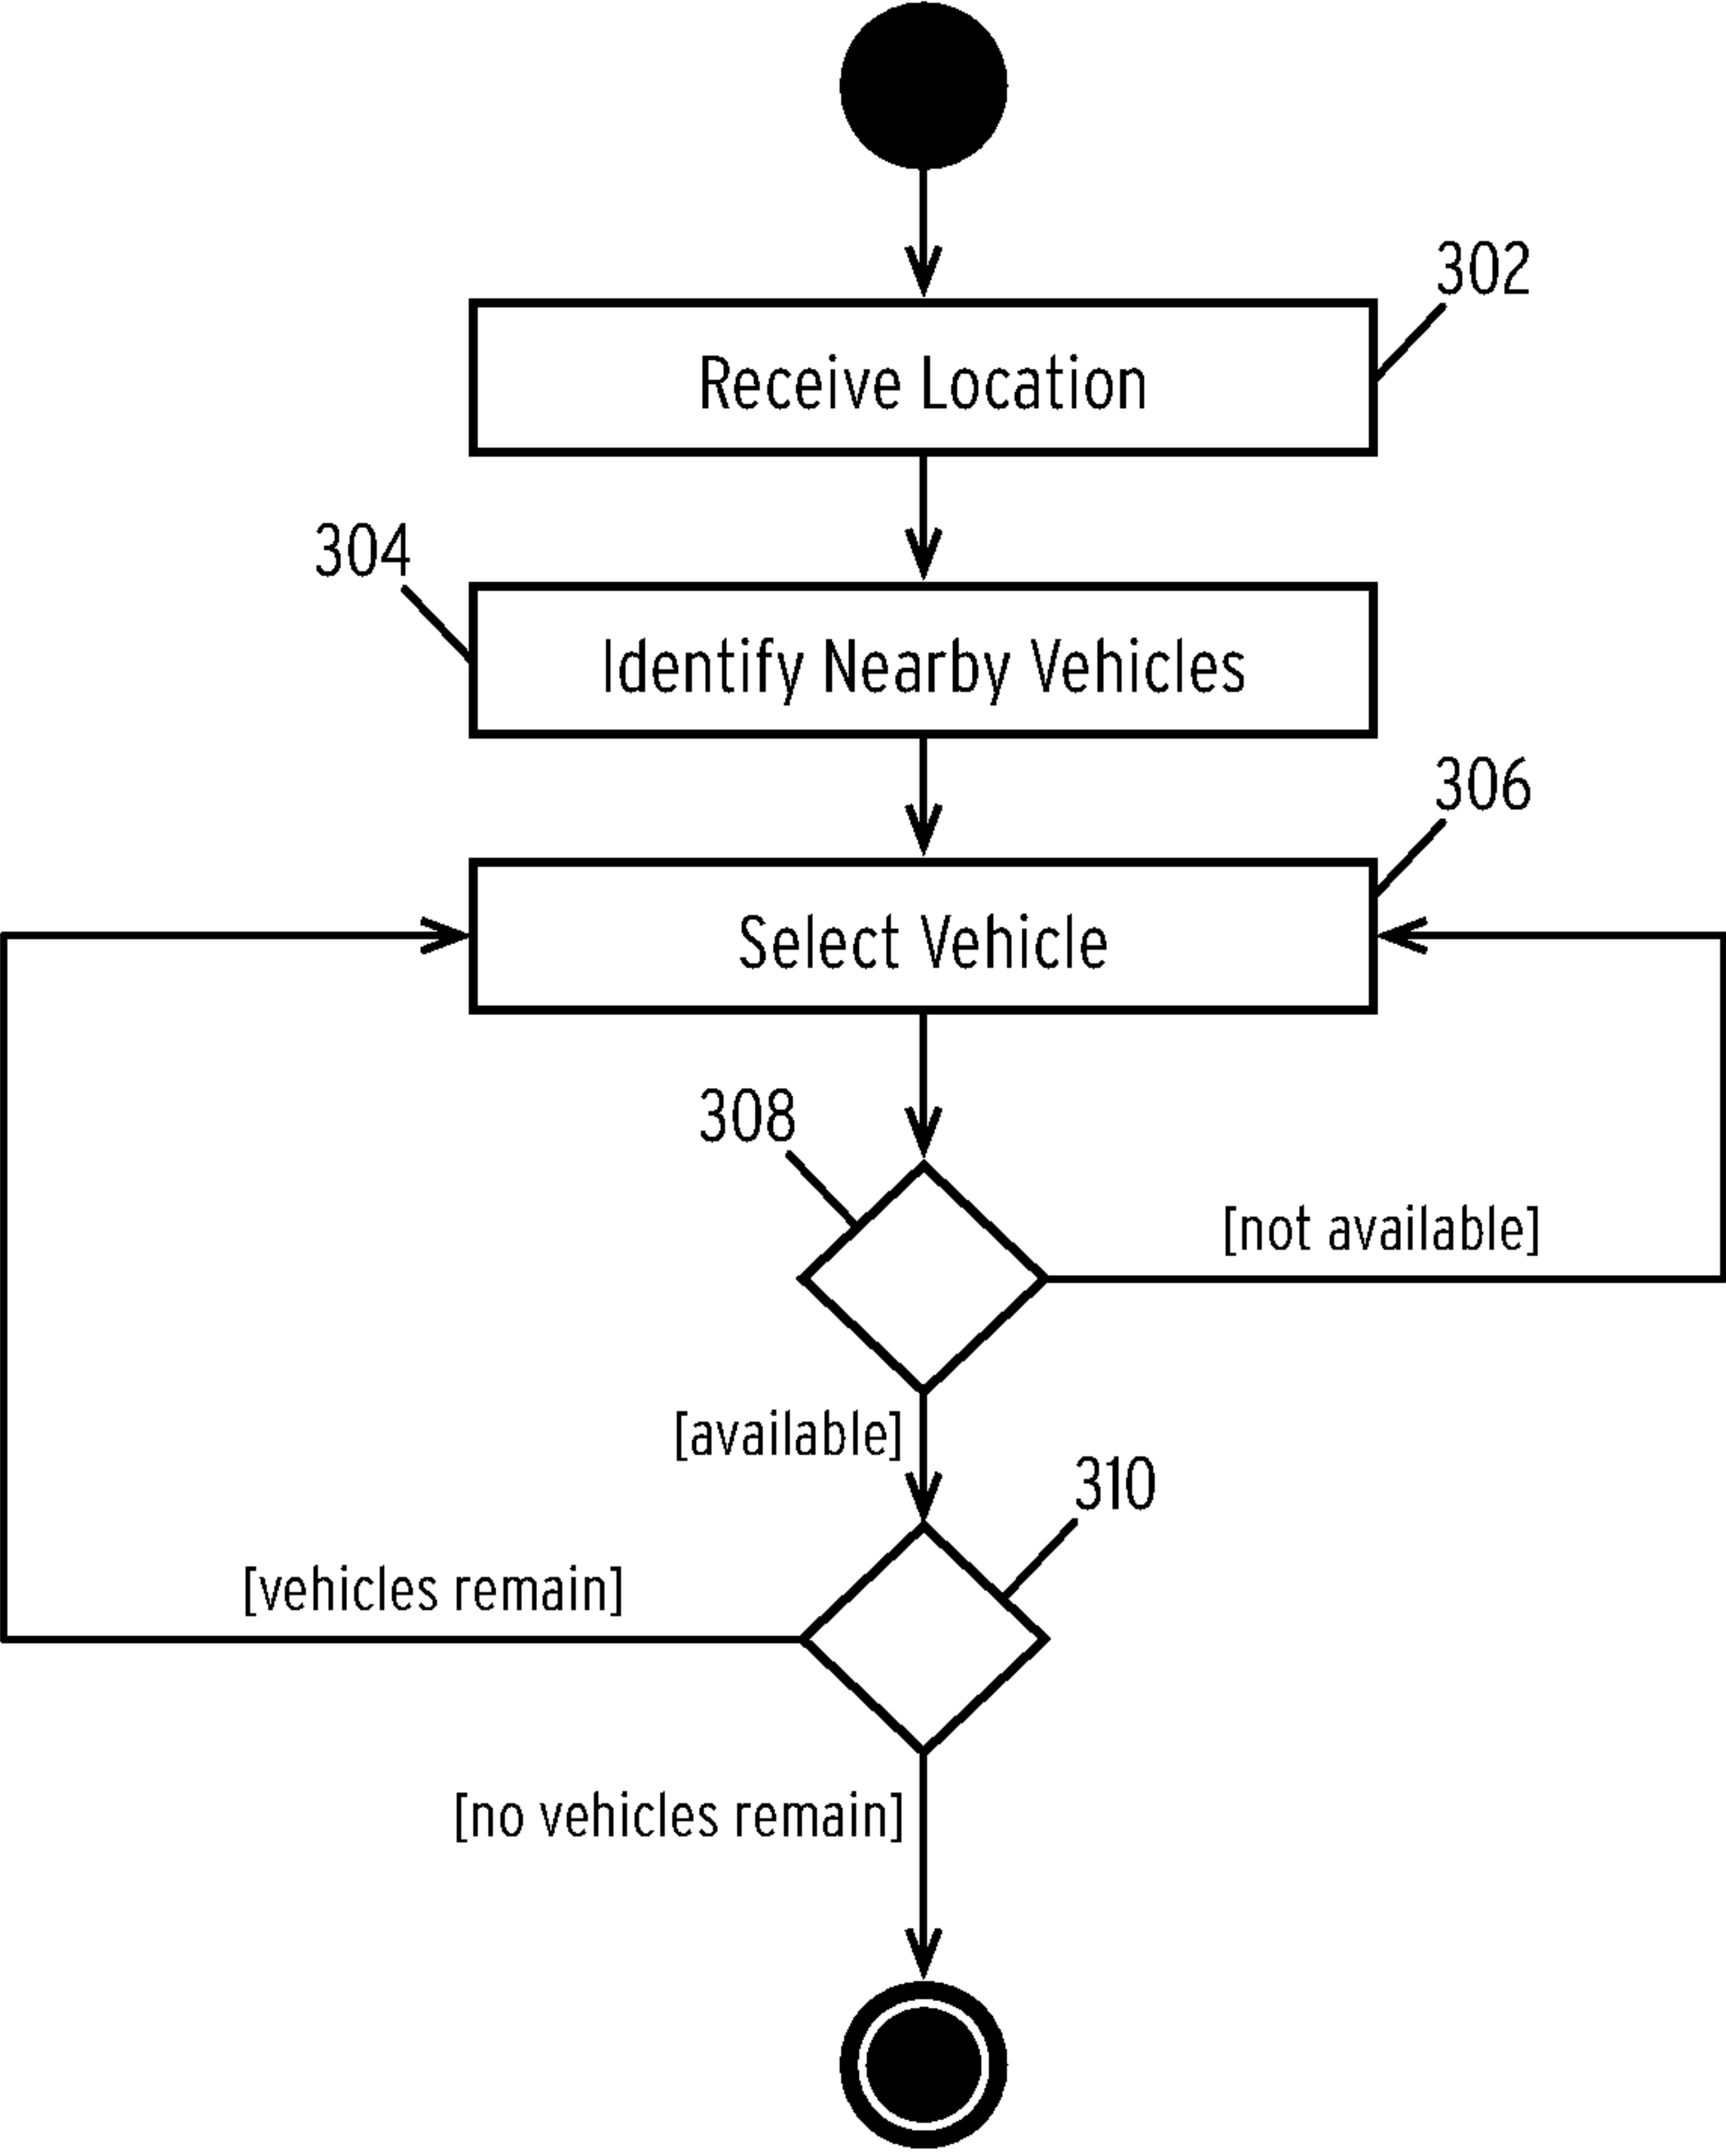 302
Receive Location
304
Identify Nearby Vehicles
306
Select Vehicle
308
[not available]
[available]
310
[vehicles remain]
[no vehicles remain]